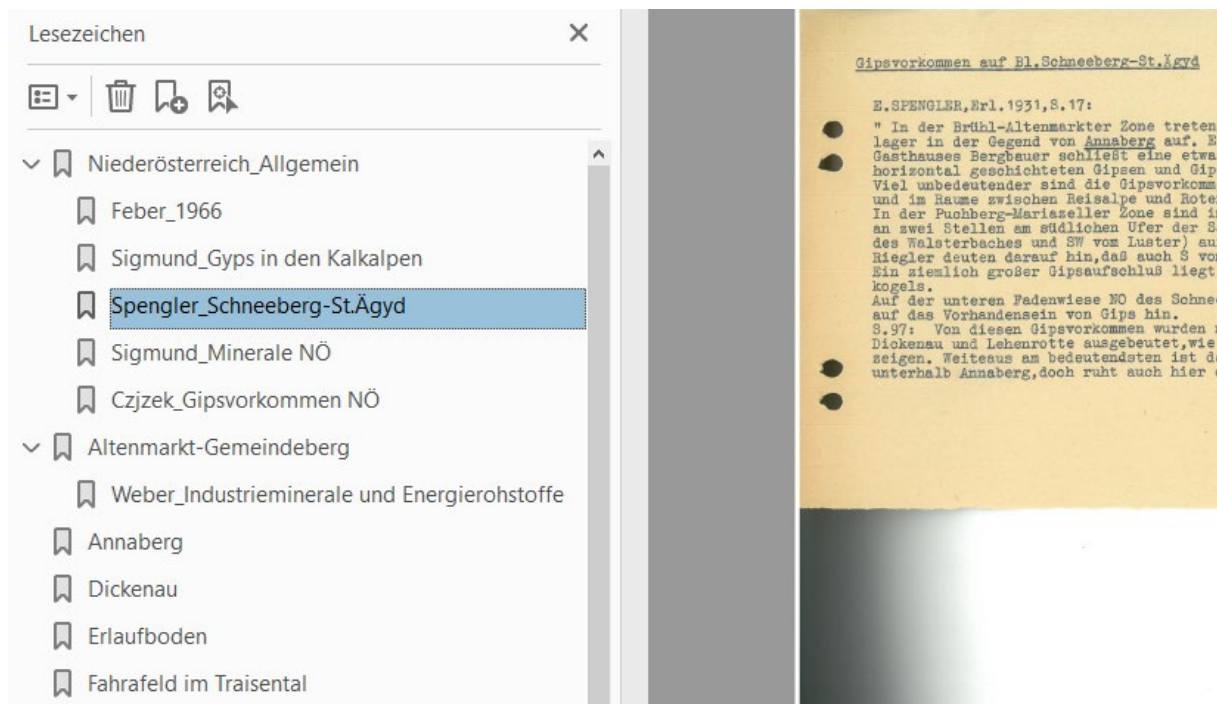 Lesezeichen
Niederösterreich_Allgemein
Feber_1966
Sigmund_Gyps in den Kalkalpen
Spengler_Schneeberg-St.Ägyd
Sigmund_Minerale NÖ
Czjzek_Gipsvorkommen NÖ
Altenmarkt-Gemeindeberg
Weber_Industrieminerale und Energierohstoffe
Annaberg
Dickenau
Erlaufboden
Fahrafeld im Traisental
Gipsvorkommen auf Bl.Schneeberg-St.Ägyd
E.SPENGLER,Erl.1931,S.17:
" In der Brühl-Altenmarkter Zone treten
lager in der Gegend von Annaberg auf. E
Gasthauses Bergbauer schließt eine etwa
horizontal geschichteten Gipsen und Gip
Viel unbedeutender sind die Gipsvorkomm
und im Raume zwischen Reisalpe und Rote
In der Puchberg-Mariazeller Zone sind i
an zwei Stellen am südlichen Ufer der S
des Walsterbaches und SW vom Luster) au
Riegler deuten darauf hin,daß auch S vo
Ein ziemlich großer Gipsaufschluß liegt
kogels.
Auf der unteren Fadenwiese NO des Schne
auf das Vorhandensein von Gips hin.
S.97: Von diesen Gipsvorkommen wurden
Dickenau und Lehenrotte ausgebeutet,wie
zeigen. Weitaus am bedeutendsten ist d
unterhalb Annaberg,doch ruht auch hier